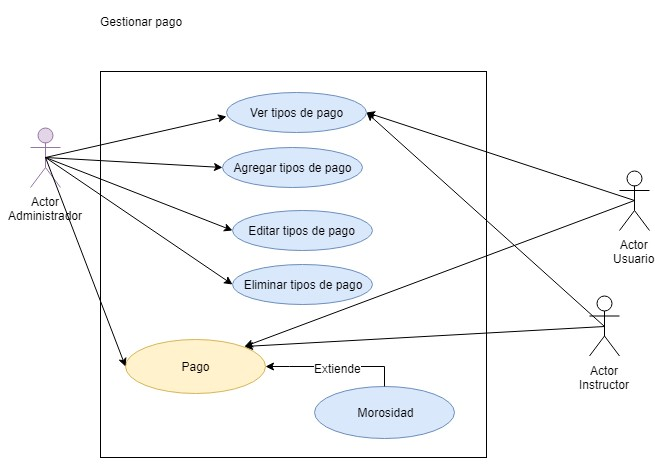 Gestionar pago
Ver tipos de pago
Agregar tipos de pago
Actor
Administrador
Editar tipos de pago
Actor
Usuario
Eliminar tipos de pago
Pago
Extiende
Actor
Instructor
Morosidad